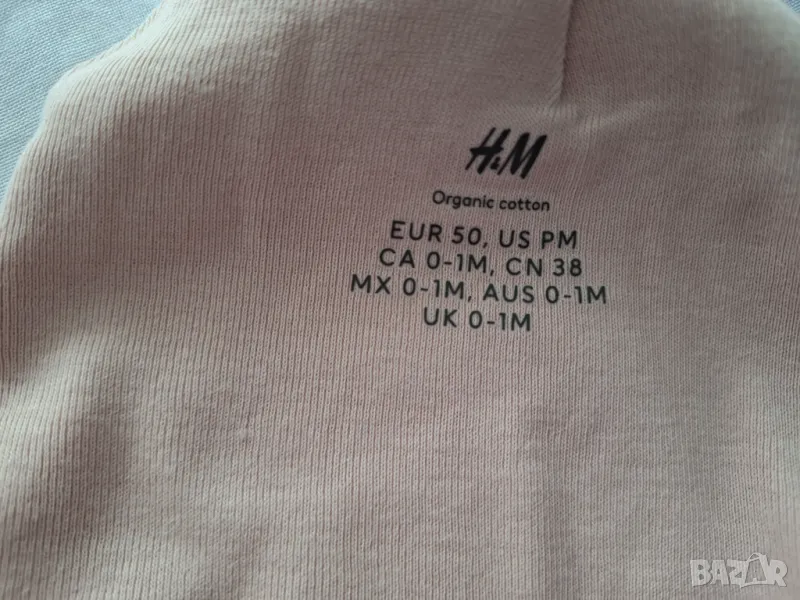 H&M
Organic cotton
EUR 50, US PM
CA 0-1M, CN 38
MX 0-1M, AUS 0-1M
UK 0-1M
BAZAR